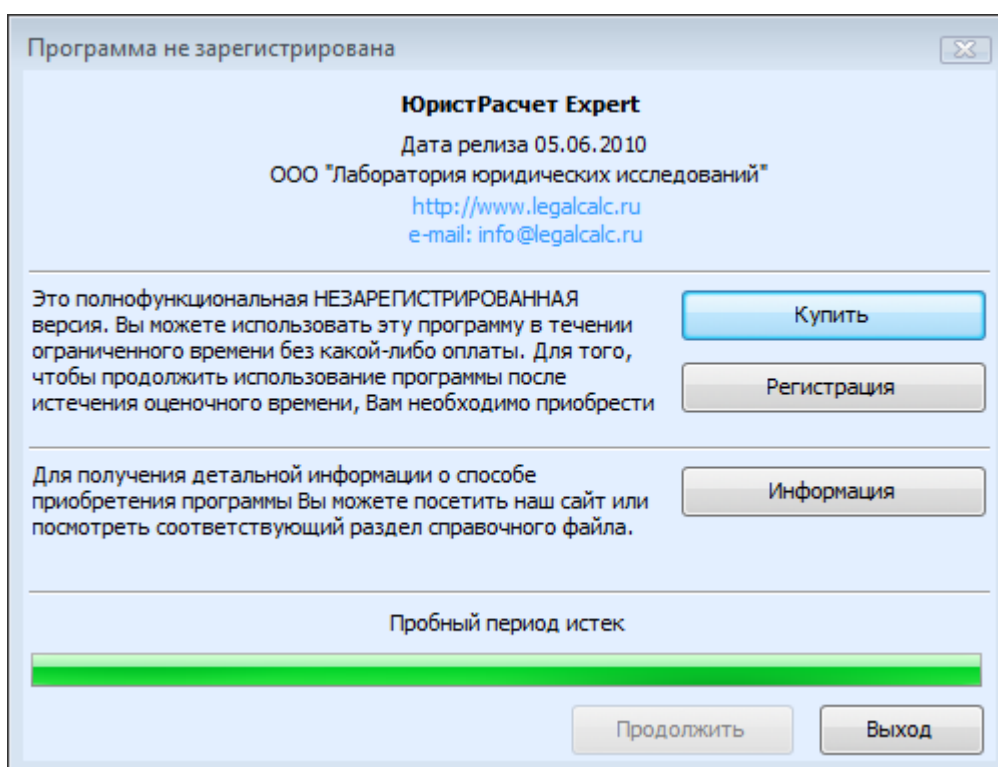 Программа не зарегистрирована
ЮристРасчет Expert
Дата релиза 05.06.2010
ООО "Лаборатория юридических исследований"
http://www.legalcalc.ru
e-mail: info@legalcalc.ru
Это полнофункциональная НЕЗАРЕГИСТРИРОВАННАЯ
версия. Вы можете использовать эту программу в течении
ограниченного времени без какой-либо оплаты. Для того,
чтобы продолжить использование программы после
истечения оценочного времени, Вам необходимо приобрести
Купить
Регистрация
Для получения детальной информации о способе
приобретения программы Вы можете посетить наш сайт или
посмотреть соответствующий раздел справочного файла.
Информация
Пробный период истек
Продолжить
Выход